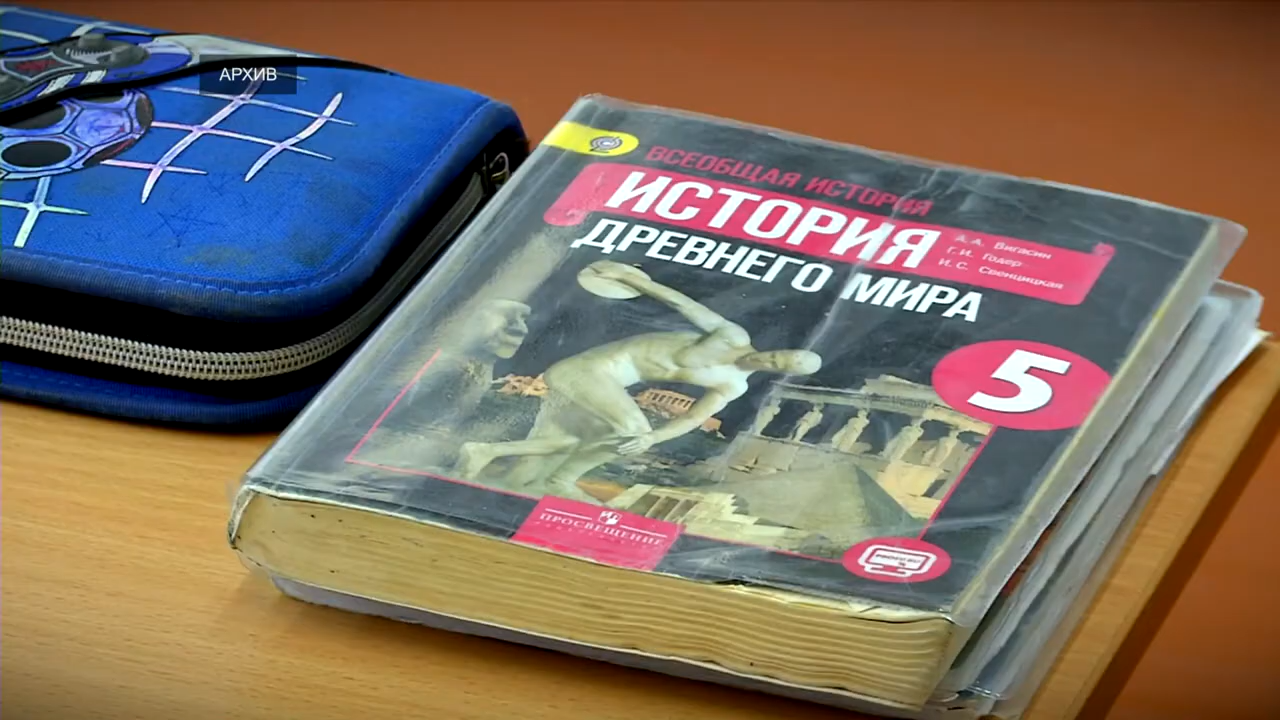 АРХИВ
ВСЕОБЩАЯ ИСТОРИЯ
ИСТОРИЯ
ДРЕВНЕГО МИРА
А. А. Вигасин
Г. И. Годер
И. С. Свенцицкая
5
ПРОСВЕЩЕНИЕ